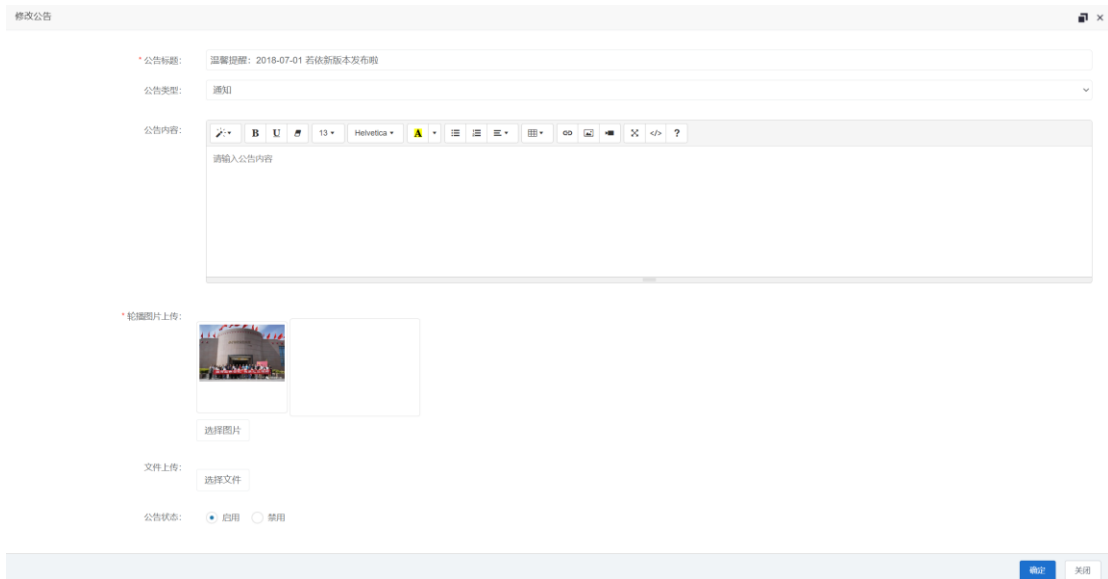 修改公告
* 公告标题: 温馨提醒：2018-07-01 若依新版本发布啦
公告类型: 通知
公告内容: B U 13 Helvetica A </> ?
请输入公告内容
* 轮播图片上传:
选择图片
文件上传:
选择文件
公告状态: 启用 禁用
确定 关闭